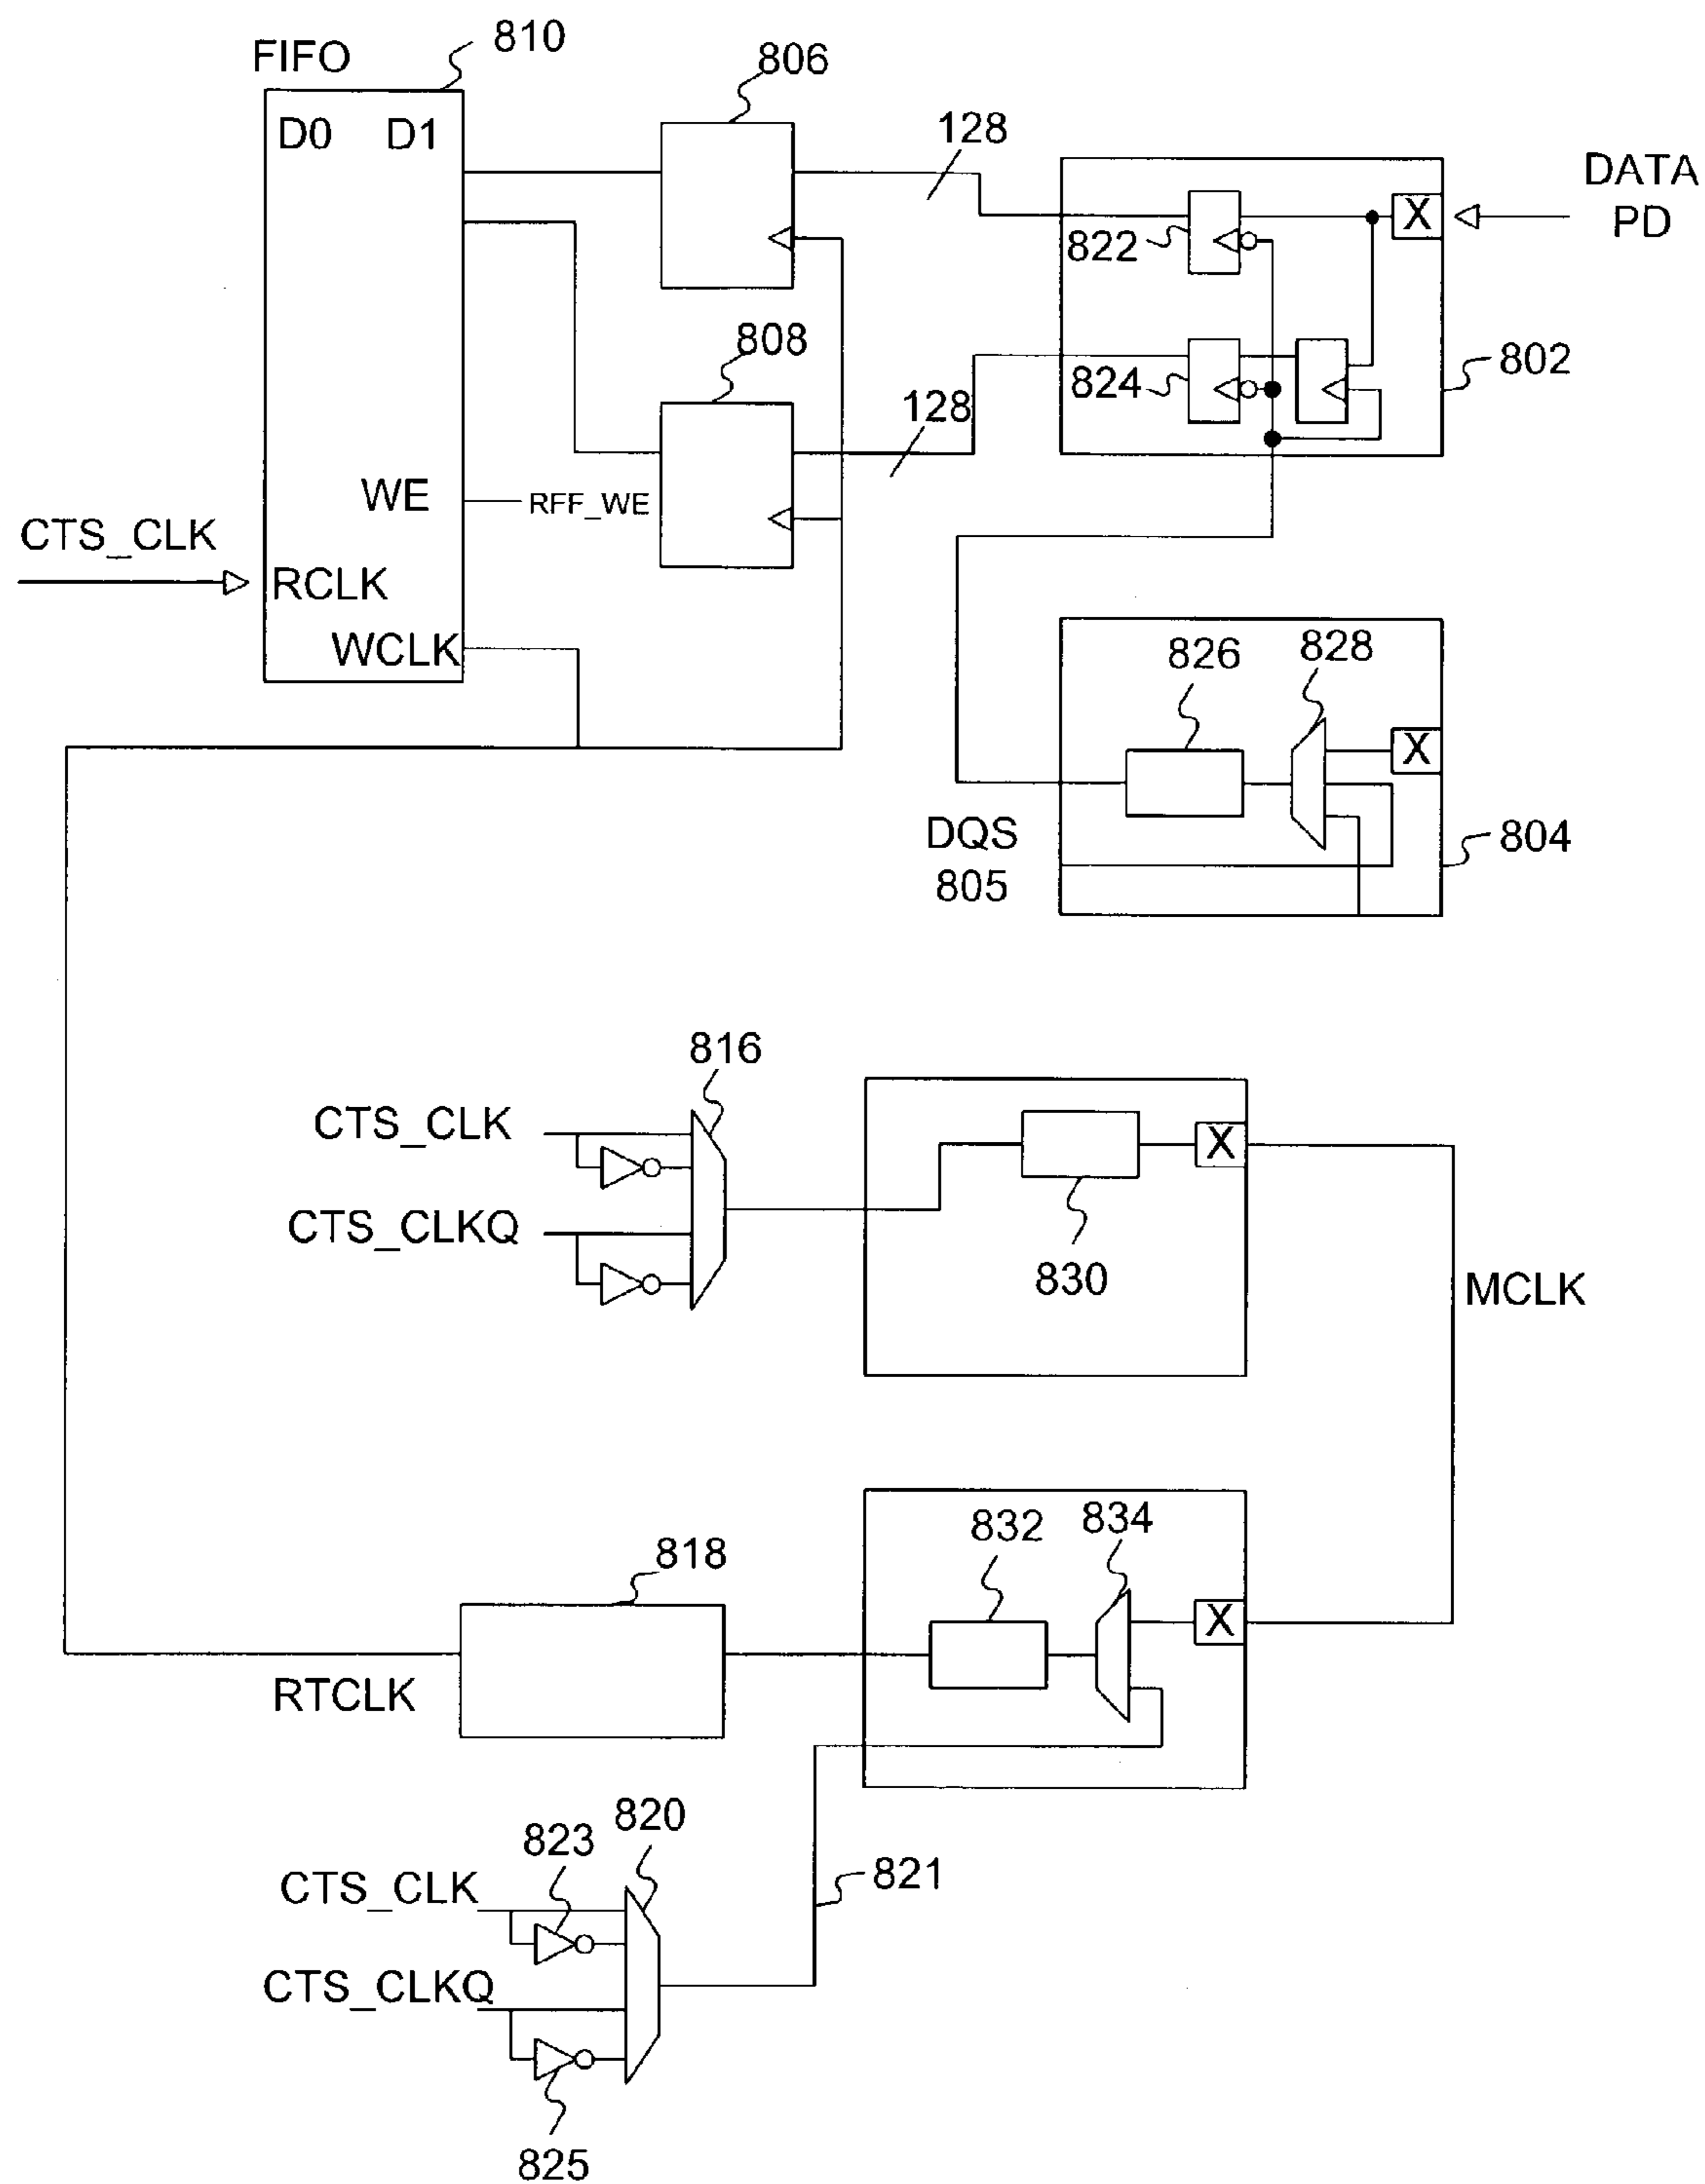 FIFO
810
806
128
DATA
PD
D0 D1
X
822
802
808
824
128
WE
RFF_WE
CTS_CLK
RCLK
WCLK
826
828
X
DQS
805
804
816
CTS_CLK
X
CTS_CLKQ
830
MCLK
832
834
818
X
RTCLK
820
823
CTS_CLK
821
CTS_CLKQ
825